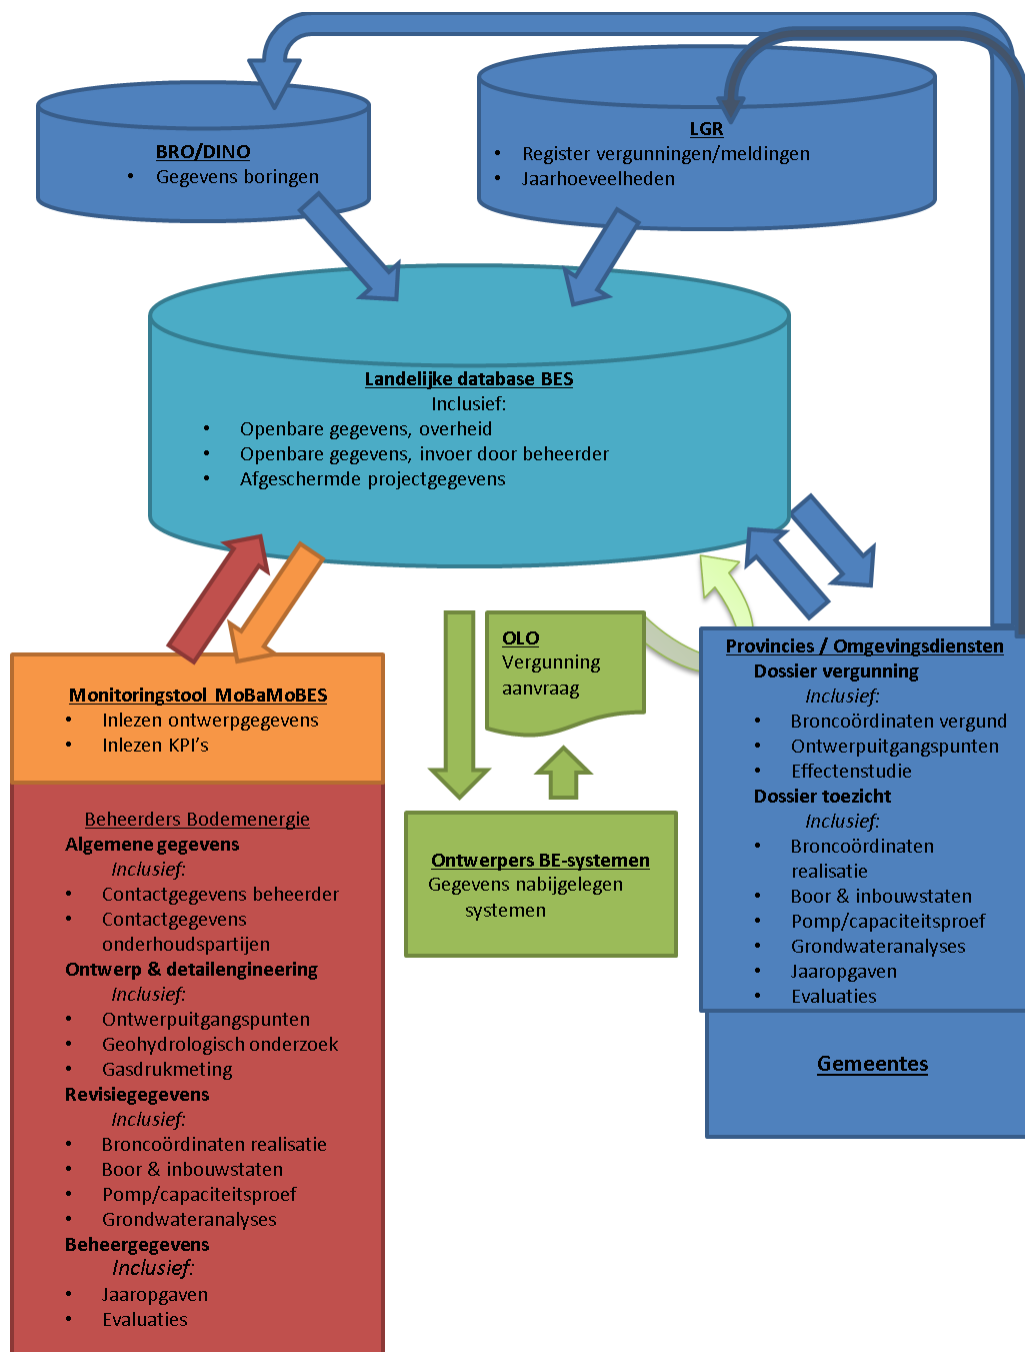 BRO/DINO
• Gegevens boringen
LGR
• Register vergunningen/meldingen
• Jaarhoeveelheden
Landelijke database BES
Inclusief:
• Openbare gegevens, overheid
• Openbare gegevens, invoer door beheerder
• Afgeschermde projectgegevens
Monitoringstool MoBaMoBES
• Inlezen ontwerpgegevens
• Inlezen KPI's
Beheerders Bodemenergie
Algemene gegevens
Inclusief:
• Contactgegevens beheerder
• Contactgegevens
onderhoudspartijen
Ontwerp & detailengineering
Inclusief:
• Ontwerpuitgangspunten
• Geohydrologisch onderzoek
• Gasdrukmeting
Revisiegegevens
Inclusief:
• Broncoördinaten realisatie
• Boor & inbouwstaten
• Pomp/capaciteitsproef
• Grondwateranalyses
Beheergegevens
Inclusief:
• Jaaropgaven
• Evaluaties
OLO
Vergunning
aanvraag
Ontwerpers BE-systemen
Gegevens nabijgelegen
systemen
Provincies / Omgevingsdiensten
Dossier vergunning
Inclusief:
• Broncoördinaten vergund
• Ontwerpuitgangspunten
• Effectenstudie
Dossier toezicht
Inclusief:
• Broncoördinaten
realisatie
• Boor & inbouwstaten
• Pomp/capaciteitsproef
• Grondwateranalyses
• Jaaropgaven
• Evaluaties
Gemeentes